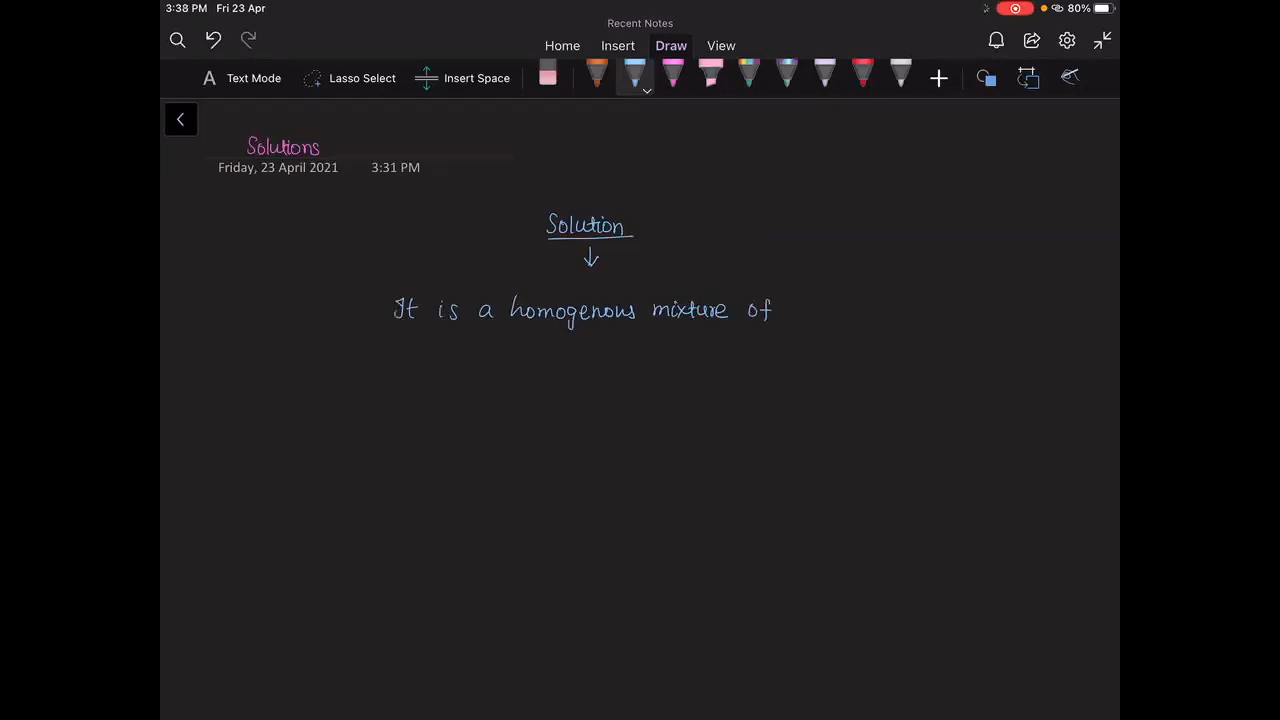 3:38 PM Fri 23 Apr 80%
Recent Notes
Home Insert Draw View
A Text Mode Lasso Select Insert Space
Solutions
Friday, 23 April 2021 3:31 PM
Solution
It is a homogenous mixture of